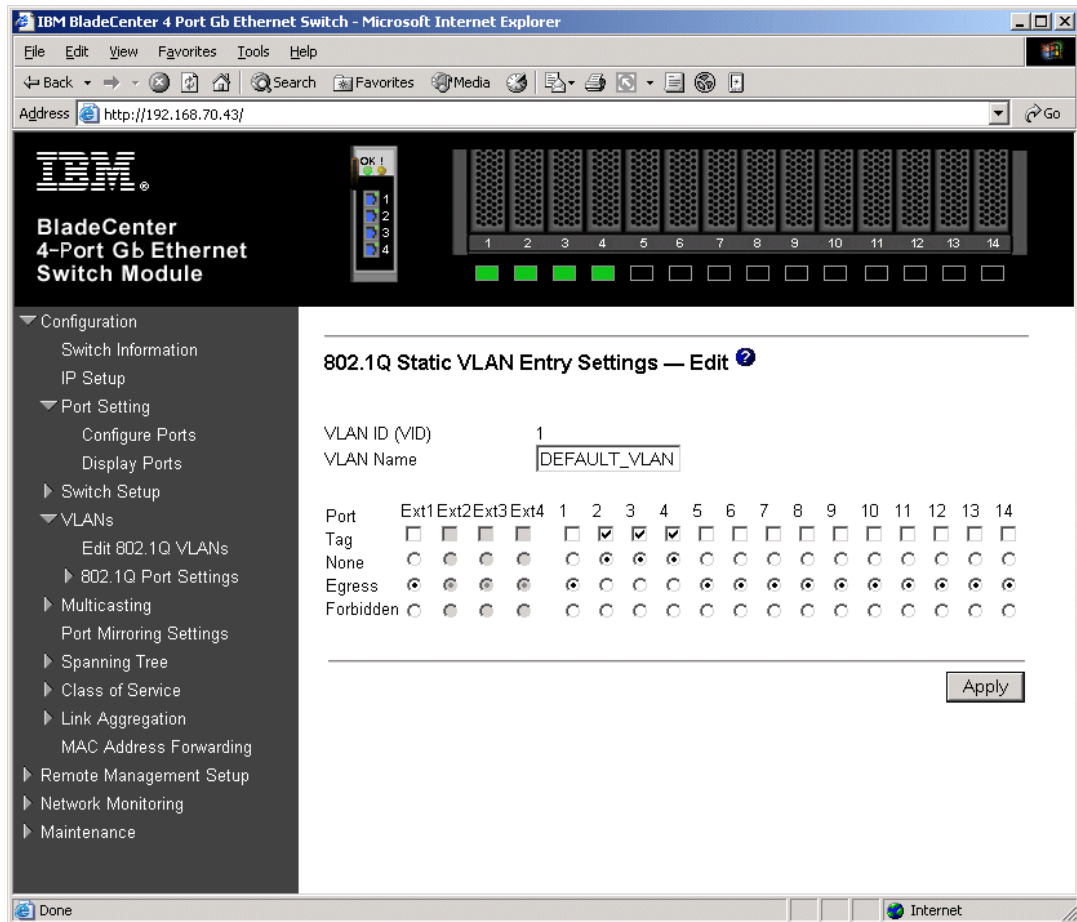 IBM BladeCenter 4 Port Gb Ethernet Switch - Microsoft Internet Explorer
File Edit View Favorites Tools Help
Back Search Favorites Media
Address http://192.168.70.43/ Go
IBM®
BladeCenter
4-Port Gb Ethernet
Switch Module
OK !
1
2
3
4
1 2 3 4 5 6 7 8 9 10 11 12 13 14
Configuration
Switch Information
IP Setup
Port Setting
Configure Ports
Display Ports
Switch Setup
VLANs
Edit 802.1Q VLANs
802.1Q Port Settings
Multicasting
Port Mirroring Settings
Spanning Tree
Class of Service
Link Aggregation
MAC Address Forwarding
Remote Management Setup
Network Monitoring
Maintenance
802.1Q Static VLAN Entry Settings — Edit ?
VLAN ID (VID) 1
VLAN Name DEFAULT_VLAN
Port Ext1 Ext2 Ext3 Ext4 1 2 3 4 5 6 7 8 9 10 11 12 13 14
Tag
None
Egress
Forbidden
Apply
Done Internet